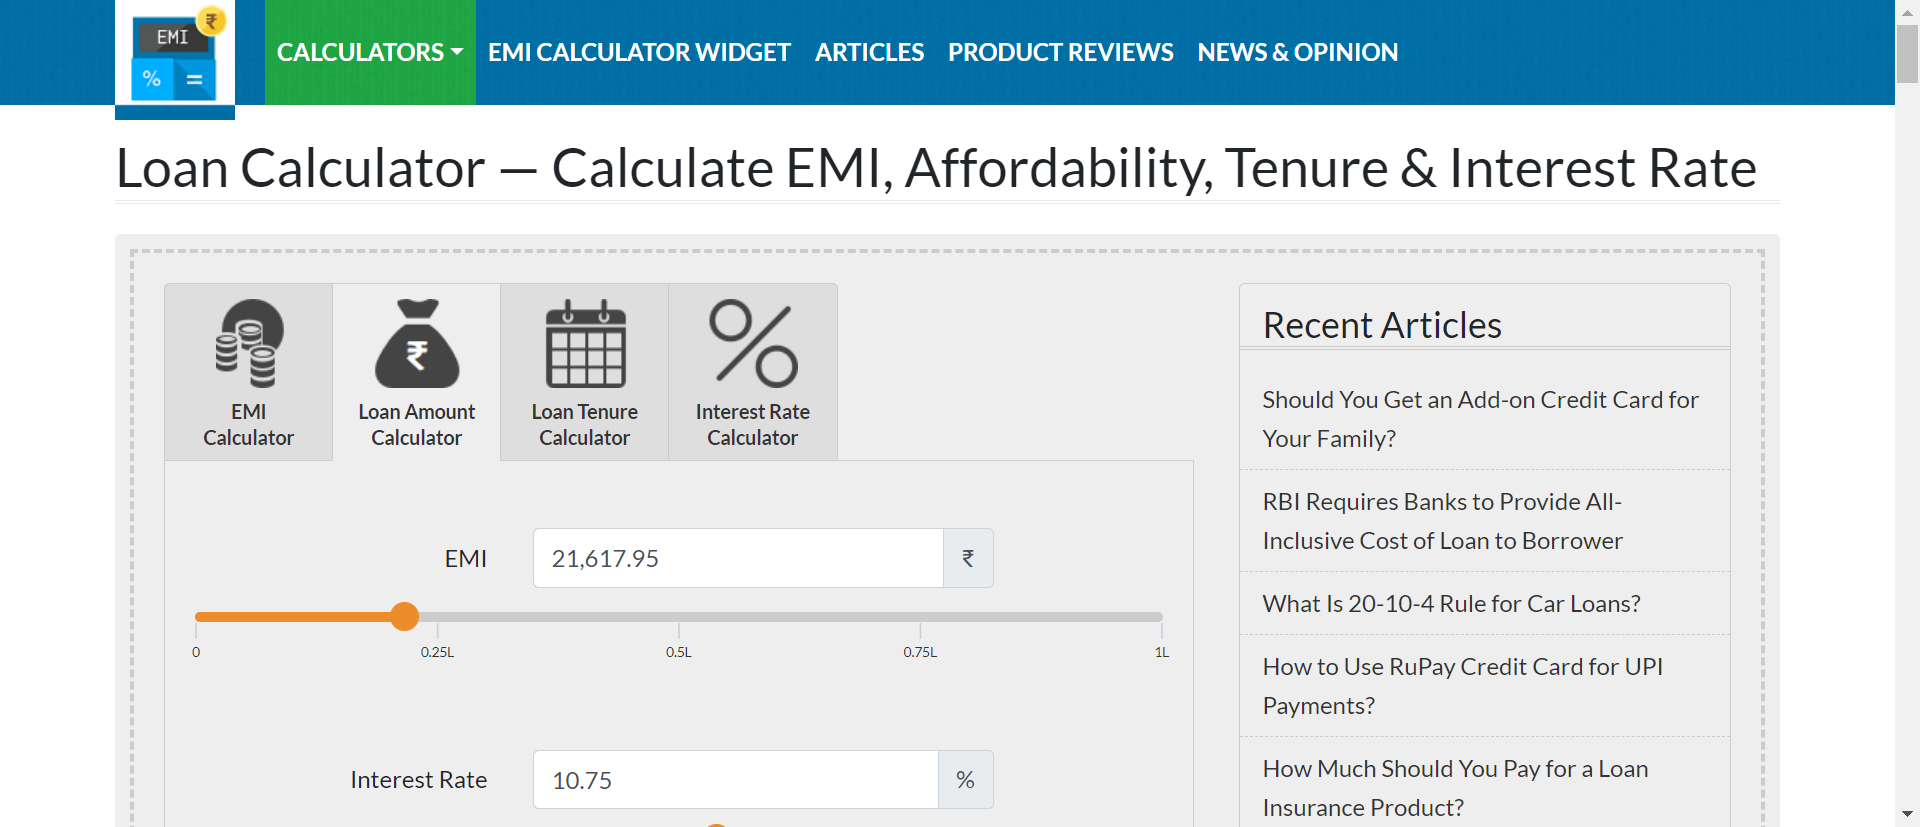 EMI ₹
% =
CALCULATORS EMI CALCULATOR WIDGET ARTICLES PRODUCT REVIEWS NEWS & OPINION
Loan Calculator — Calculate EMI, Affordability, Tenure & Interest Rate
₹
EMI
Calculator
Loan Amount
Calculator
Loan Tenure
Calculator
Interest Rate
Calculator
EMI 21,617.95 ₹
0 0.25L 0.5L 0.75L 1L
Interest Rate 10.75 %
Recent Articles
Should You Get an Add-on Credit Card for
Your Family?
RBI Requires Banks to Provide All-
Inclusive Cost of Loan to Borrower
What Is 20-10-4 Rule for Car Loans?
How to Use RuPay Credit Card for UPI
Payments?
How Much Should You Pay for a Loan
Insurance Product?